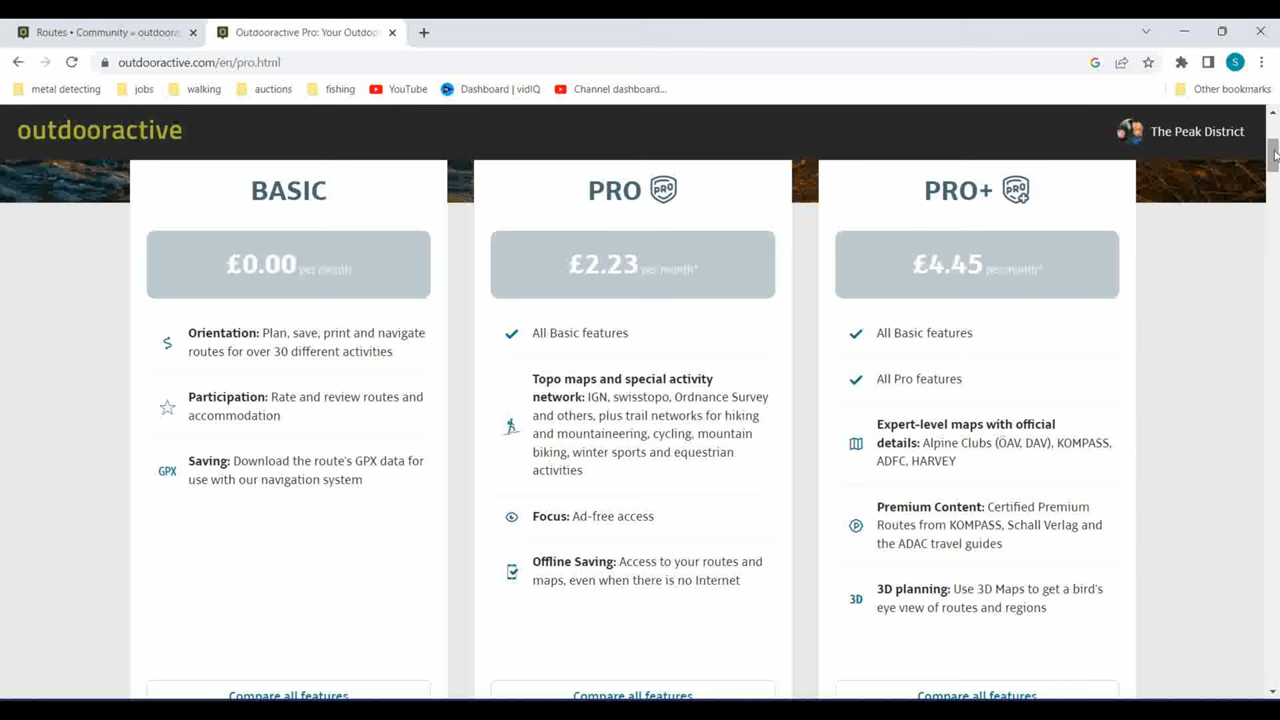 Routes • Community » outdoora
Outdooractive Pro: Your Outdoo
outdooractive.com/en/pro.html
metal detecting
jobs
walking
auctions
fishing
YouTube
Dashboard | vidIQ
Channel dashboard...
Other bookmarks
S
outdooractive
The Peak District
BASIC
£0.00 per month
Orientation: Plan, save, print and navigate
routes for over 30 different activities
Participation: Rate and review routes and
accommodation
GPX
Saving: Download the route's GPX data for
use with our navigation system
Compare all features
PRO PRO
£2.23 per month*
All Basic features
Topo maps and special activity
network: IGN, swisstopo, Ordnance Survey
and others, plus trail networks for hiking
and mountaineering, cycling, mountain
biking, winter sports and equestrian
activities
Focus: Ad-free access
Offline Saving: Access to your routes and
maps, even when there is no Internet
Compare all features
PRO+ PRO
£4.45 per month*
All Basic features
All Pro features
Expert-level maps with official
details: Alpine Clubs (ÖAV, DAV), KOMPASS,
ADFC, HARVEY
Premium Content: Certified Premium
Routes from KOMPASS, Schall Verlag and
the ADAC travel guides
3D
3D planning: Use 3D Maps to get a bird's
eye view of routes and regions
Compare all features